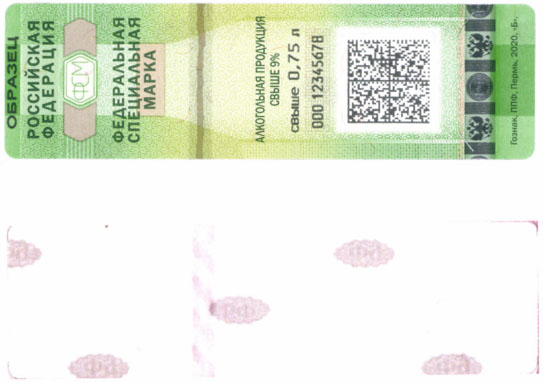 ОБРАЗЕЦ
РОССИЙСКАЯ
ФЕДЕРАЦИЯ
ФСМ
ФЕДЕРАЛЬНАЯ
СПЕЦИАЛЬНАЯ
МАРКА
АЛКОГОЛЬНАЯ ПРОДУКЦИЯ
СВЫШЕ 9%
свыше 0,75 л
000 12345678
Гознак, ППФ, Пермь, 2020, «Б».